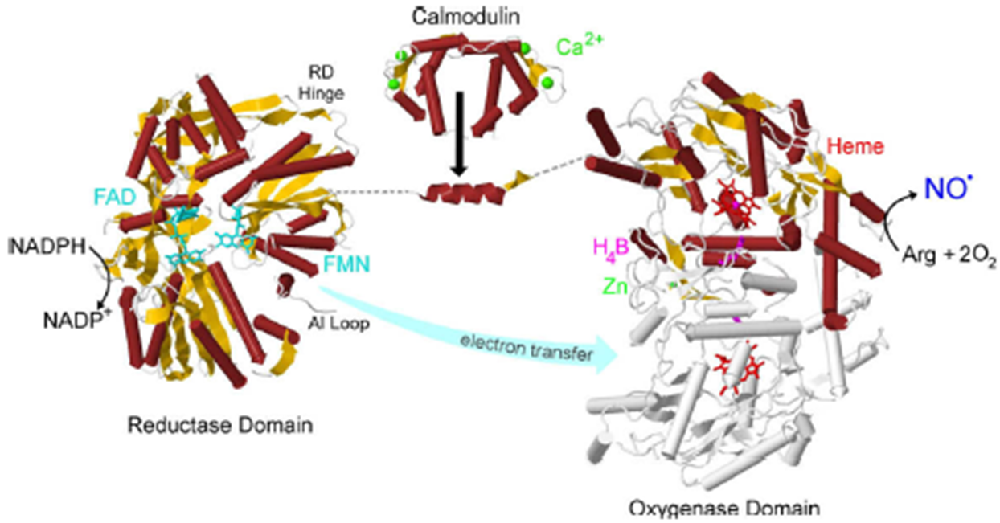 Calmodulin
Ca2+
RD
Hinge
Heme
FAD
NO•
NADPH
H4B
Arg + 2O2
FMN
Zn
NADP+
AI Loop
electron transfer
Reductase Domain
Oxygenase Domain